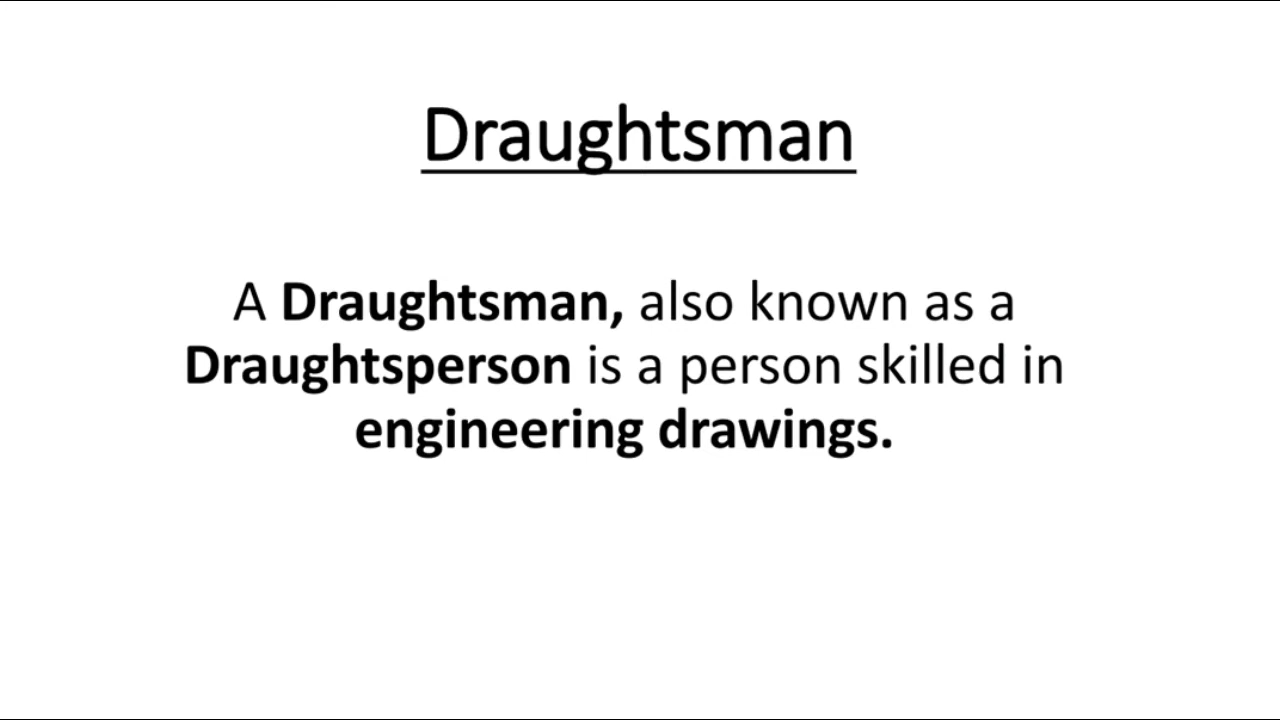 Draughtsman
A Draughtsman, also known as a
Draughtsperson is a person skilled in
engineering drawings.